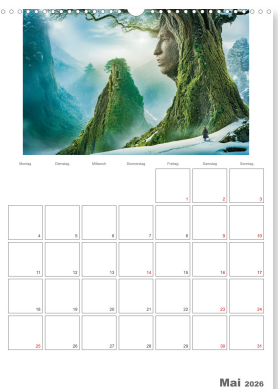 Montag Dienstag Mittwoch Donnerstag Freitag Samstag Sonntag
1 2 3
4 5 6 7 8 9 10
11 12 13 14 15 16 17
18 19 20 21 22 23 24
25 26 27 28 29 30 31
Mai 2026